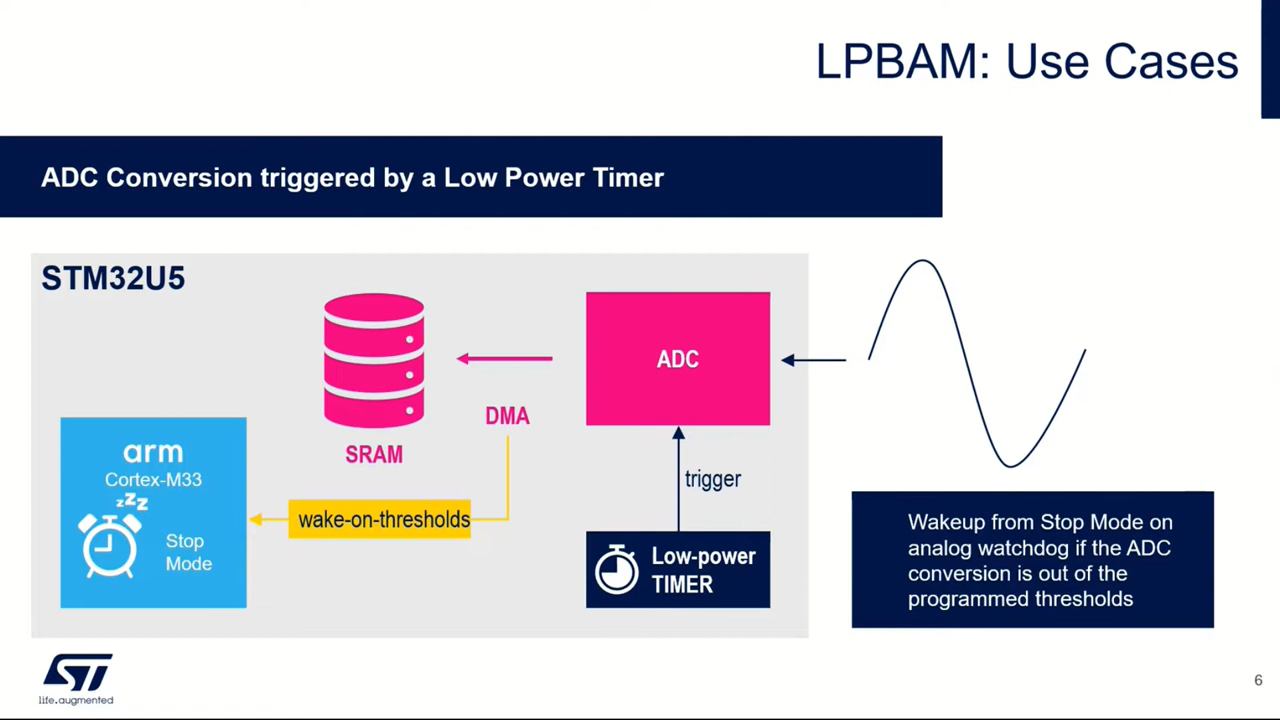 LPBAM: Use Cases
ADC Conversion triggered by a Low Power Timer
STM32U5
ADC
DMA
SRAM
arm
Cortex-M33
zzZ
Stop
Mode
wake-on-thresholds
trigger
Low-power
TIMER
Wakeup from Stop Mode on
analog watchdog if the ADC
conversion is out of the
programmed thresholds
ST
life.augmented
6